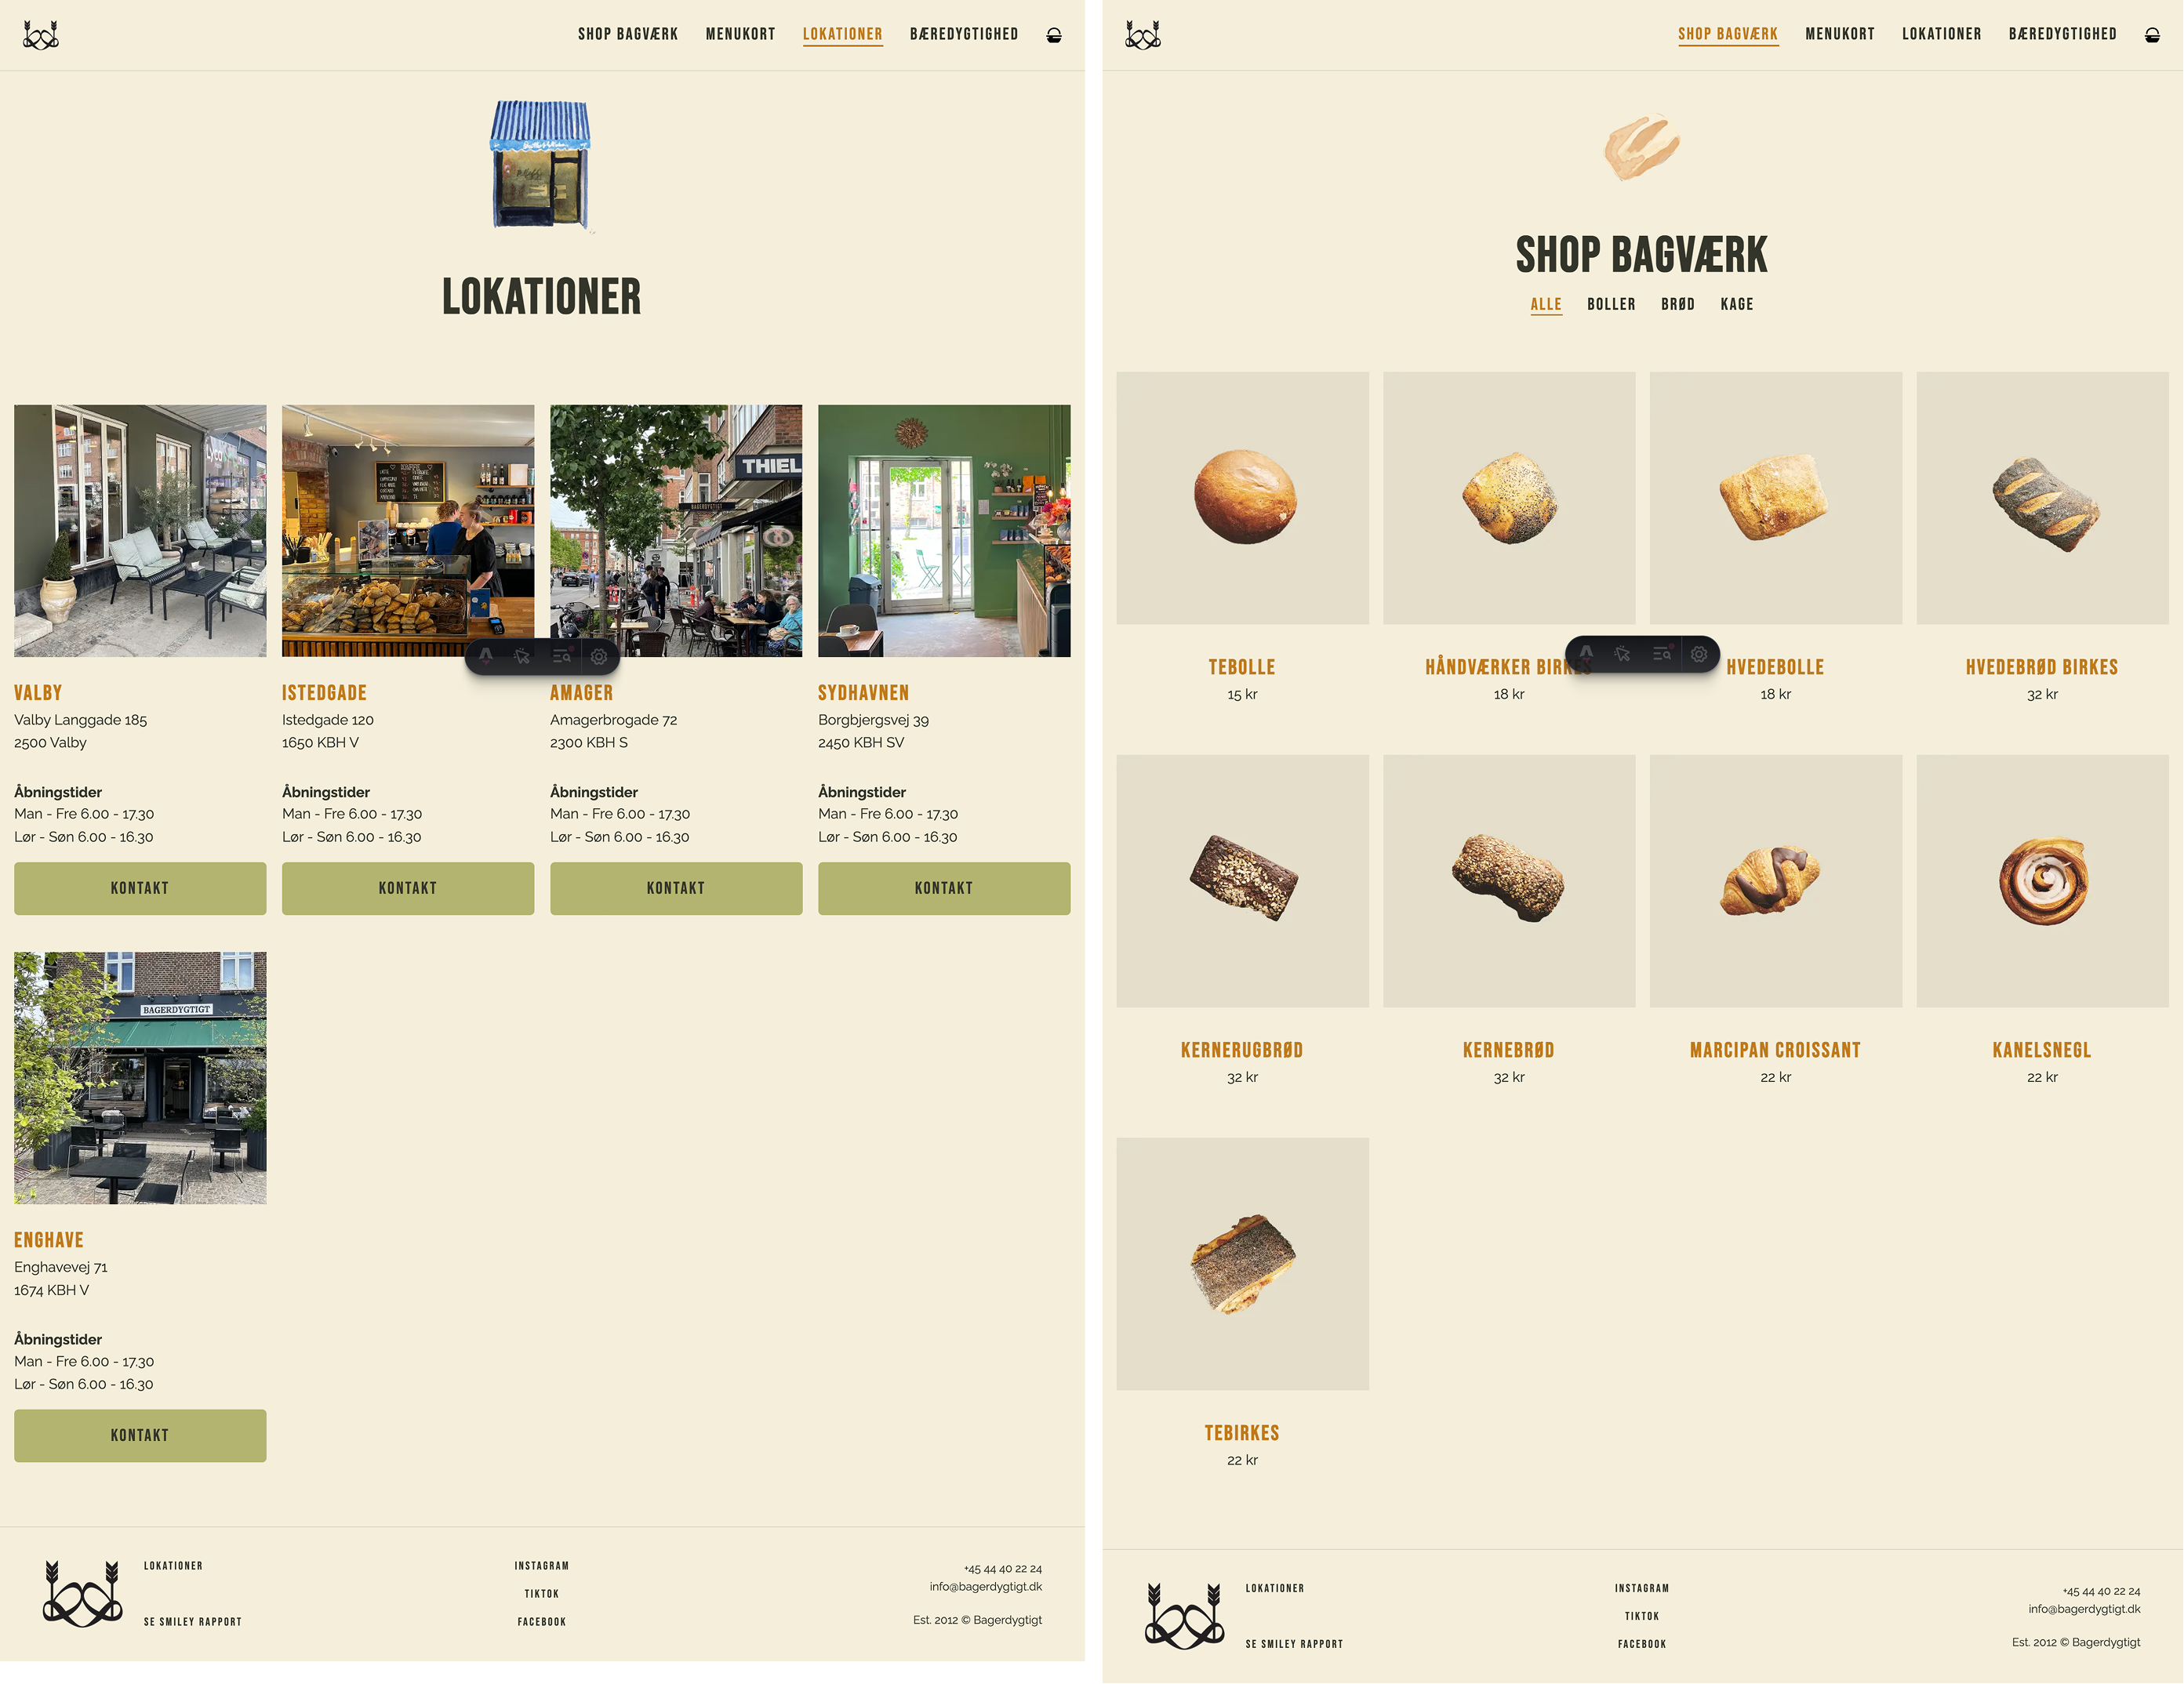 SHOP BAGVÆRK MENUKORT LOKATIONER BÆREDYGTIGHED
LOKATIONER
THIEL
VALBY
Valby Langgade 185
2500 Valby
Åbningstider
Man - Fre 6.00 - 17.30
Lør - Søn 6.00 - 16.30
KONTAKT
ISTEDGADE
Istedgade 120
1650 KBH V
Åbningstider
Man - Fre 6.00 - 17.30
Lør - Søn 6.00 - 16.30
KONTAKT
AMAGER
Amagerbrogade 72
2300 KBH S
Åbningstider
Man - Fre 6.00 - 17.30
Lør - Søn 6.00 - 16.30
KONTAKT
SYDHAVNEN
Borgbjergsvej 39
2450 KBH SV
Åbningstider
Man - Fre 6.00 - 17.30
Lør - Søn 6.00 - 16.30
KONTAKT
BAGERDYGTIGT
ENGHAVE
Enghavevej 71
1674 KBH V
Åbningstider
Man - Fre 6.00 - 17.30
Lør - Søn 6.00 - 16.30
KONTAKT
LOKATIONER
SE SMILEY RAPPORT
INSTAGRAM
TIKTOK
FACEBOOK
+45 44 40 22 24
info@bagerdygtigt.dk
Est. 2012 © Bagerdygtigt
SHOP BAGVÆRK MENUKORT LOKATIONER BÆREDYGTIGHED
SHOP BAGVÆRK
ALLE BOLLER BRØD KAGE
TEBOLLE
15 kr
HÅNDVÆRKER BIRKES
18 kr
HVEDEBOLLE
18 kr
HVEDEBRØD BIRKES
32 kr
KERNERUGBRØD
32 kr
KERNEBRØD
32 kr
MARCIPAN CROISSANT
22 kr
KANELSNEGL
22 kr
TEBIRKES
22 kr
LOKATIONER
SE SMILEY RAPPORT
INSTAGRAM
TIKTOK
FACEBOOK
+45 44 40 22 24
info@bagerdygtigt.dk
Est. 2012 © Bagerdygtigt